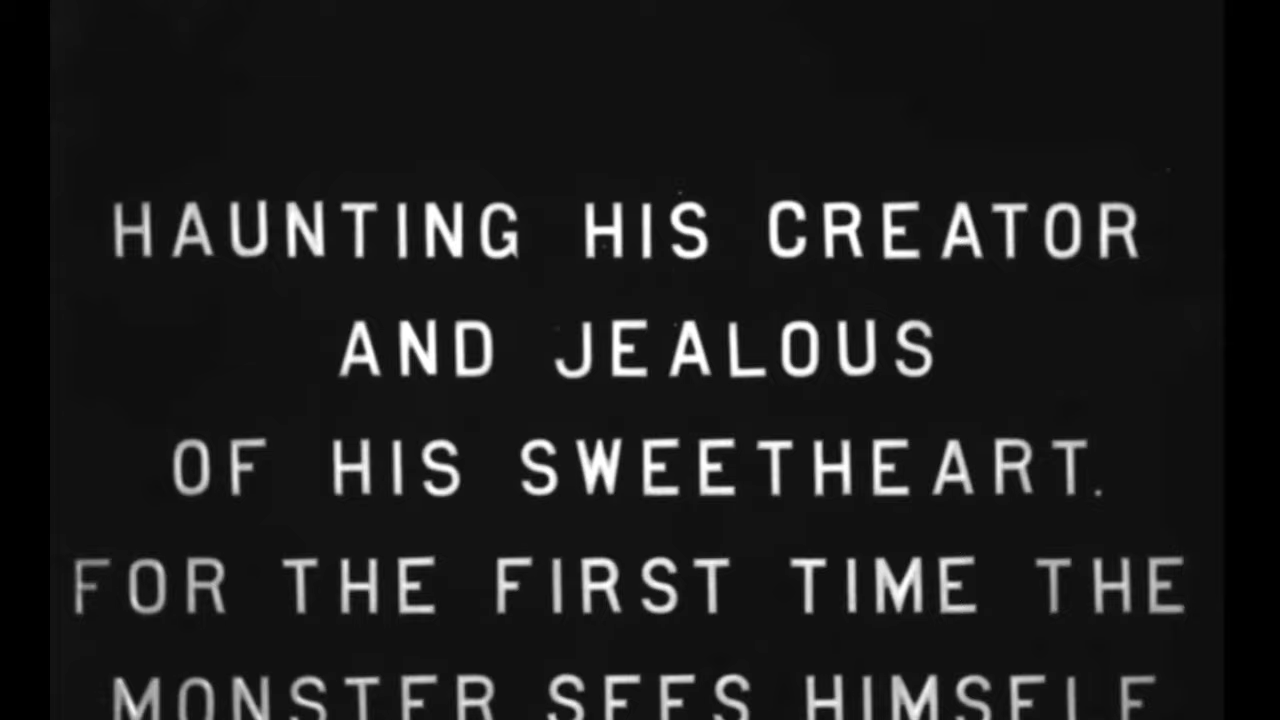 HAUNTING HIS CREATOR
AND JEALOUS
OF HIS SWEETHEART.
FOR THE FIRST TIME THE
MONSTER SEES HIMSELF